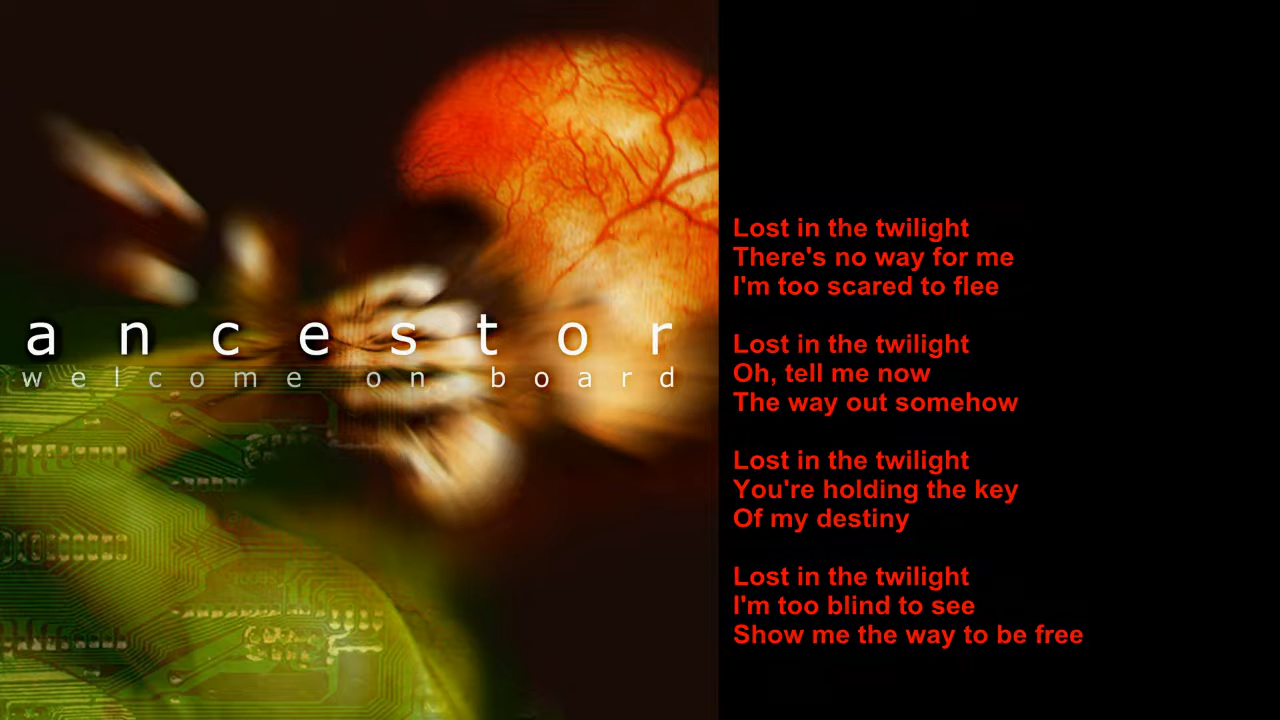 ancestor
welcome on board
Lost in the twilight
There's no way for me
I'm too scared to flee
Lost in the twilight
Oh, tell me now
The way out somehow
Lost in the twilight
You're holding the key
Of my destiny
Lost in the twilight
I'm too blind to see
Show me the way to be free